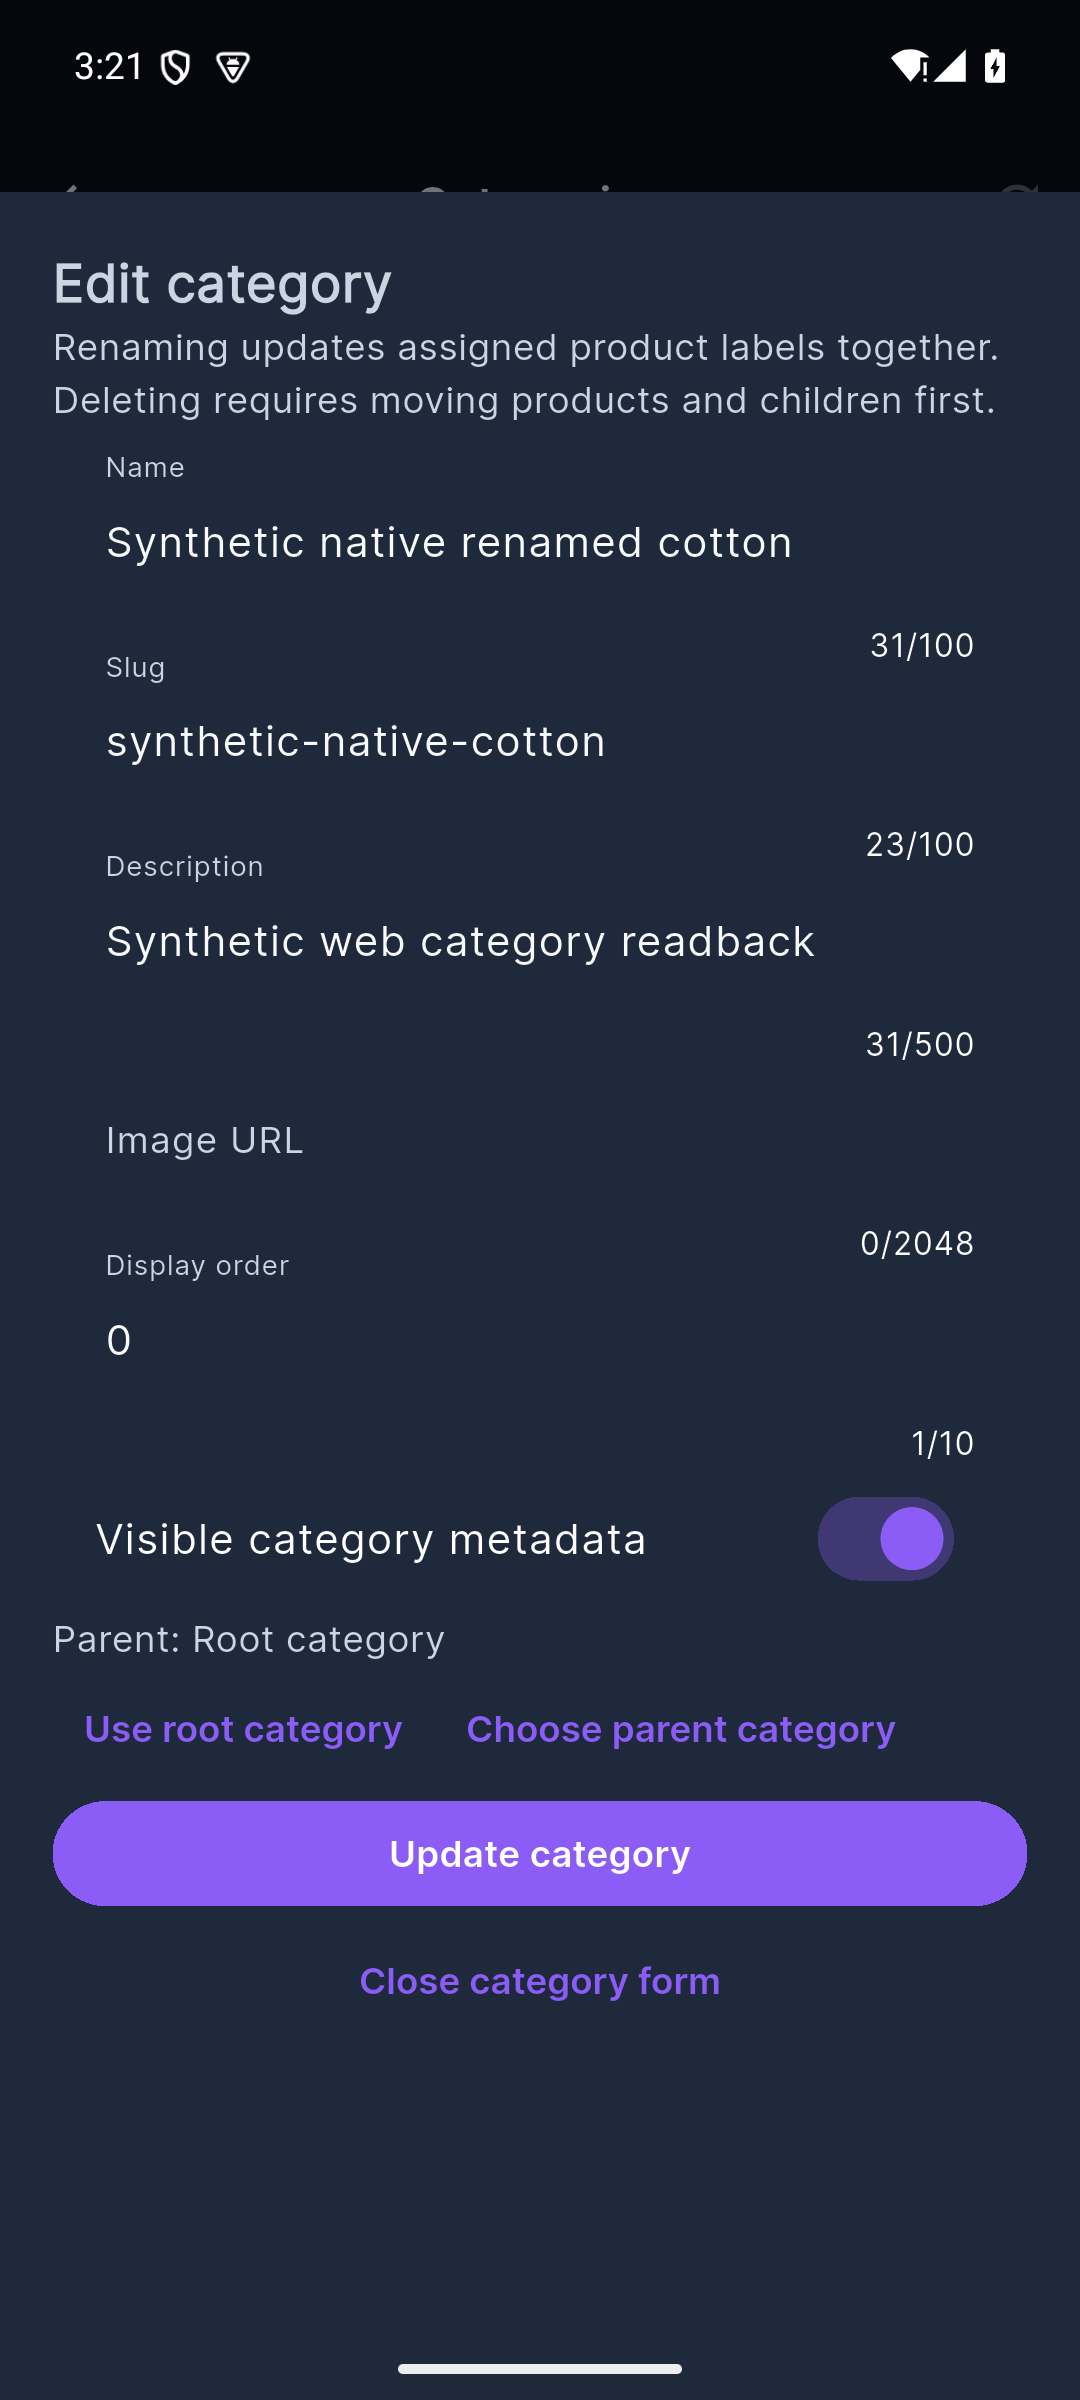 3:21
Edit category
Renaming updates assigned product labels together.
Deleting requires moving products and children first.
Name
Synthetic native renamed cotton
31/100
Slug
synthetic-native-cotton
23/100
Description
Synthetic web category readback
31/500
Image URL
0/2048
Display order
0
1/10
Visible category metadata
Parent: Root category
Use root category
Choose parent category
Update category
Close category form